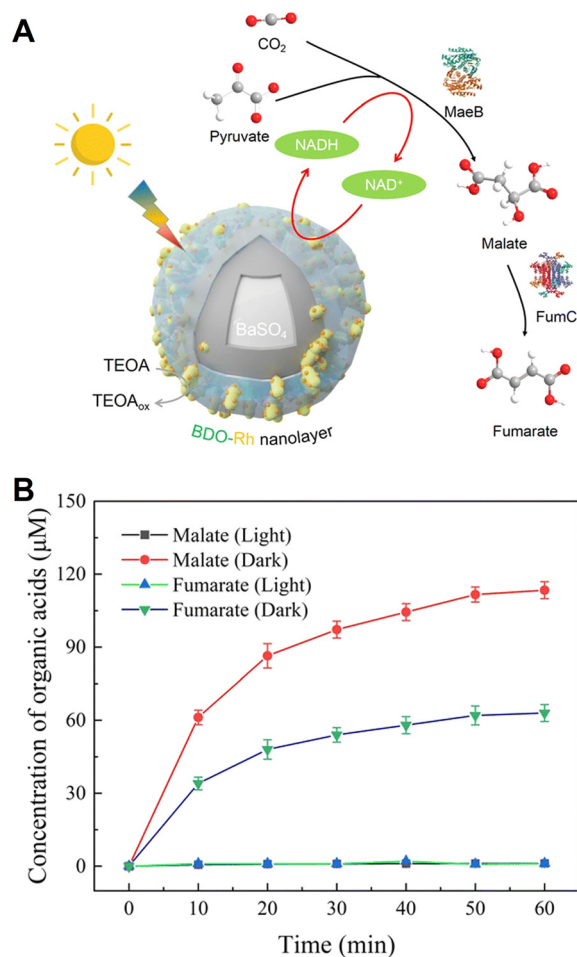 A
CO₂
Pyruvate
MaeB
NADH
NAD⁺
Malate
FumC
BaSO₄
TEOA
TEOAox
BDO-Rh nanolayer
Fumarate
B
Concentration of organic acids (μM)
150
120
90
60
30
0
Malate (Light)
Malate (Dark)
Fumarate (Light)
Fumarate (Dark)
0 10 20 30 40 50 60
Time (min)